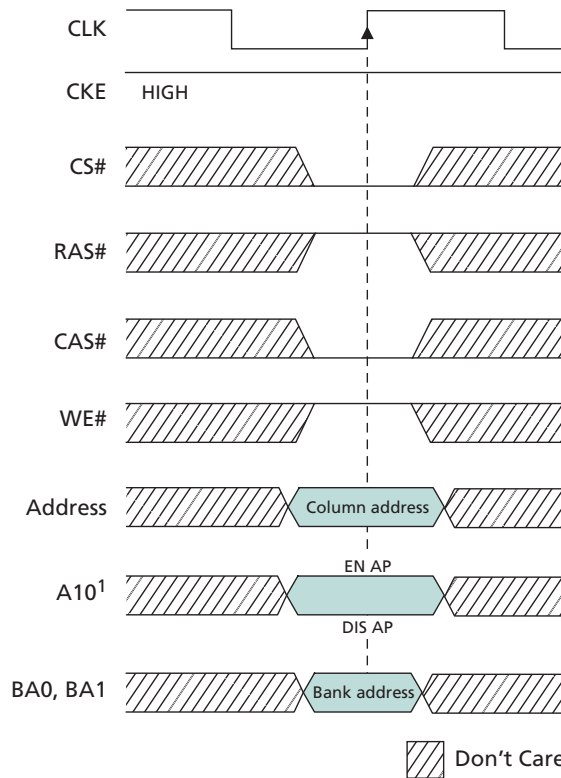 CLK
CKE HIGH
CS#
RAS#
CAS#
WE#
Address Column address
EN AP
A10¹
DIS AP
BA0, BA1 Bank address
Don't Care